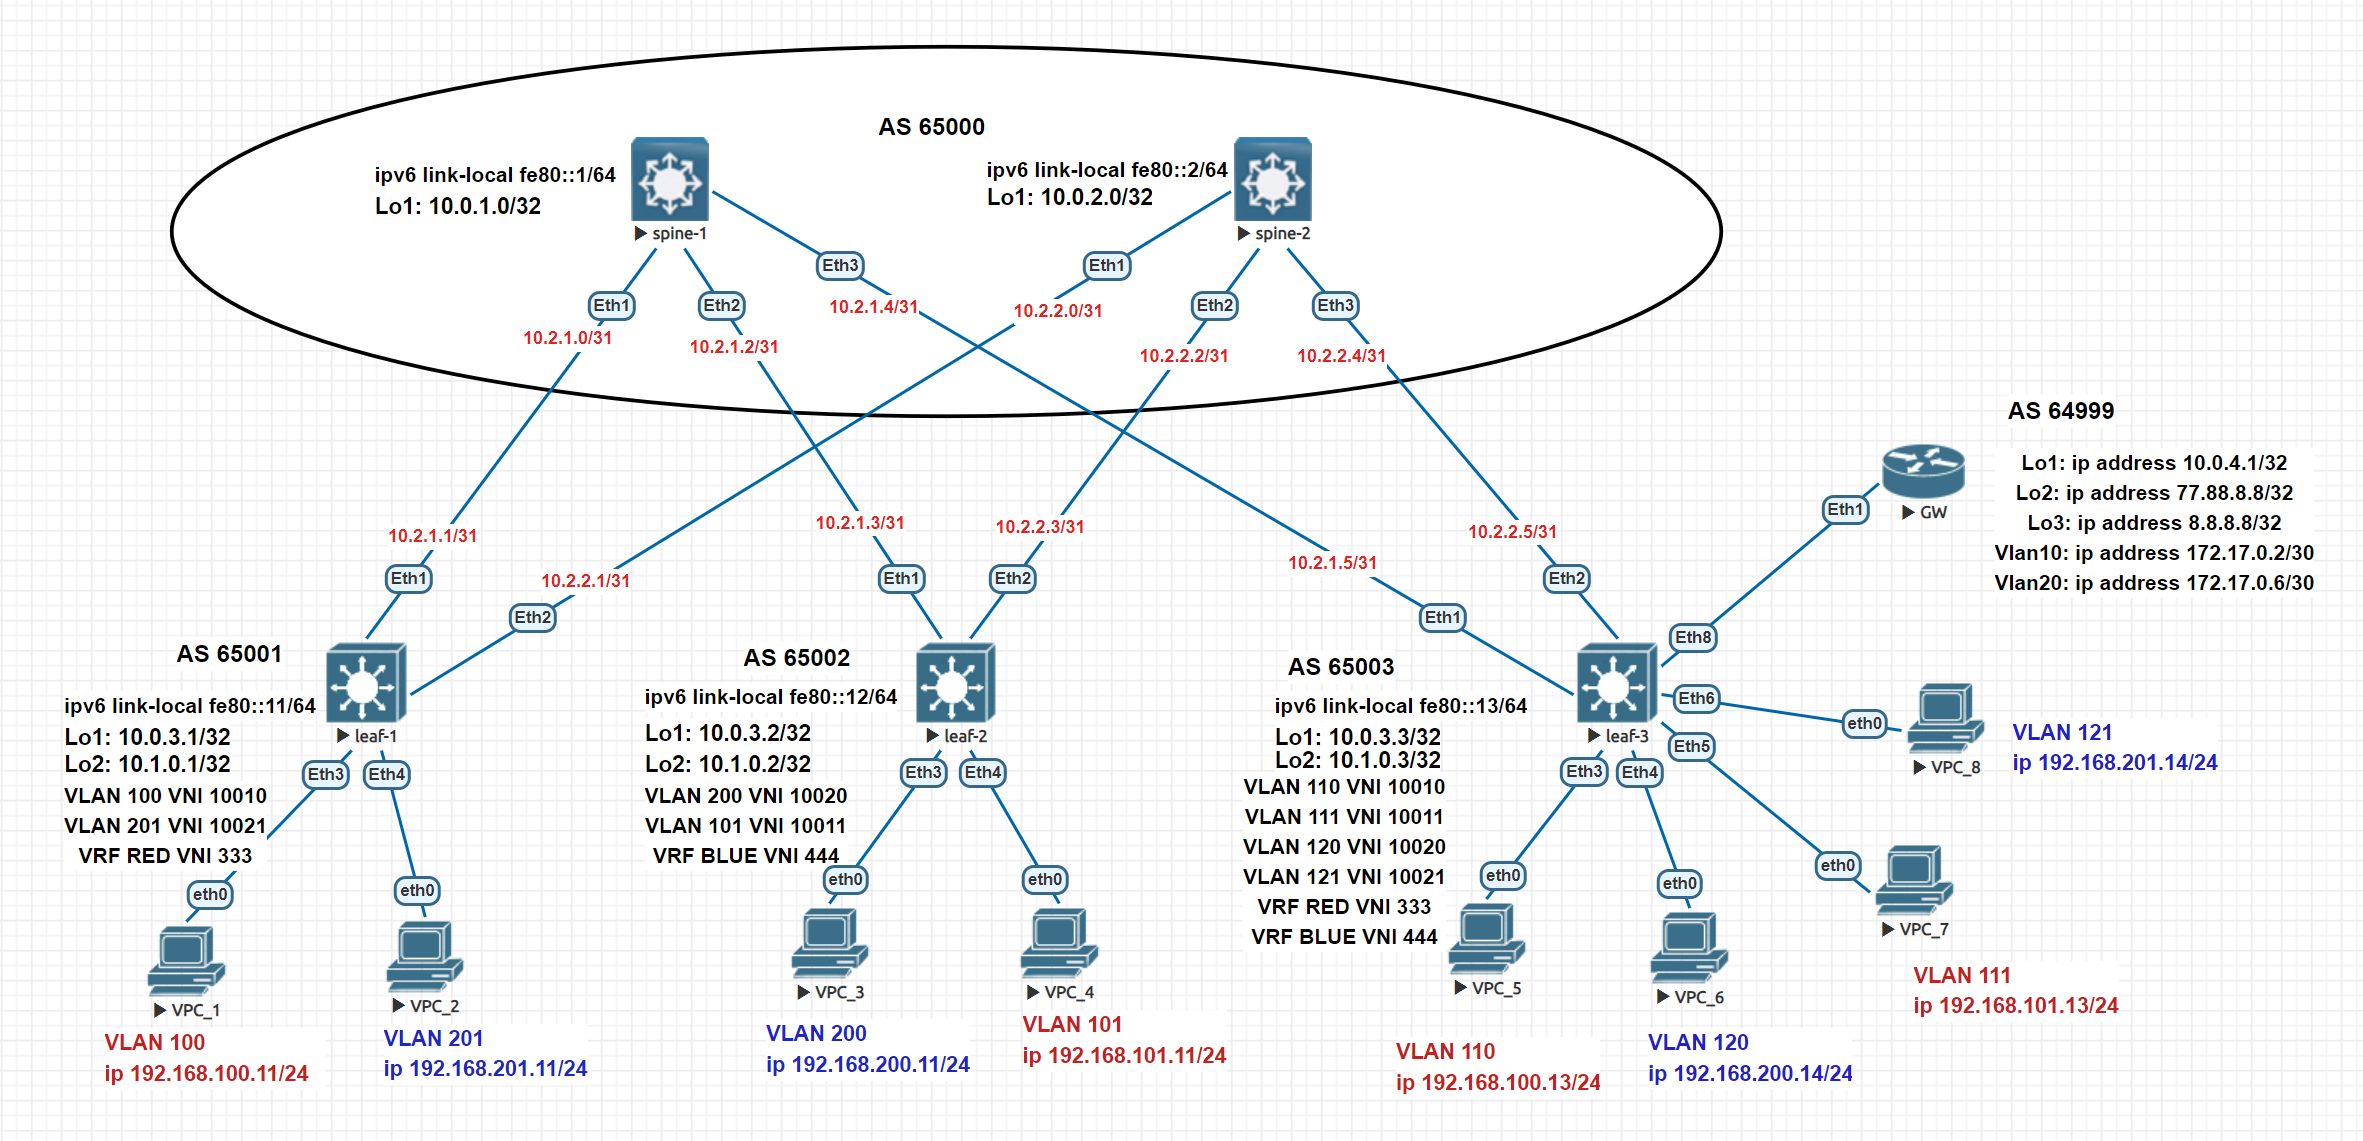 AS 65000
ipv6 link-local fe80::1/64
Lo1: 10.0.1.0/32
spine-1
ipv6 link-local fe80::2/64
Lo1: 10.0.2.0/32
spine-2
Eth3
Eth1
Eth1
Eth2
Eth2
Eth3
10.2.1.4/31
10.2.2.0/31
10.2.1.0/31
10.2.1.2/31
10.2.2.2/31
10.2.2.4/31
AS 64999
Lo1: ip address 10.0.4.1/32
Lo2: ip address 77.88.8.8/32
Lo3: ip address 8.8.8.8/32
Vlan10: ip address 172.17.0.2/30
Vlan20: ip address 172.17.0.6/30
Eth1
GW
10.2.1.1/31
10.2.2.1/31
10.2.1.3/31
10.2.2.3/31
10.2.1.5/31
10.2.2.5/31
Eth1
Eth2
Eth1
Eth2
Eth1
Eth2
Eth8
Eth6
eth0
Eth5
AS 65001
ipv6 link-local fe80::11/64
Lo1: 10.0.3.1/32
Lo2: 10.1.0.1/32
VLAN 100 VNI 10010
VLAN 201 VNI 10021
VRF RED VNI 333
leaf-1
Eth3
Eth4
AS 65002
ipv6 link-local fe80::12/64
Lo1: 10.0.3.2/32
Lo2: 10.1.0.2/32
VLAN 200 VNI 10020
VLAN 101 VNI 10011
VRF BLUE VNI 444
leaf-2
Eth3
Eth4
AS 65003
ipv6 link-local fe80::13/64
Lo1: 10.0.3.3/32
Lo2: 10.1.0.3/32
VLAN 110 VNI 10010
VLAN 111 VNI 10011
VLAN 120 VNI 10020
VLAN 121 VNI 10021
VRF RED VNI 333
VRF BLUE VNI 444
leaf-3
Eth3
Eth4
VPC_8
VLAN 121
ip 192.168.201.14/24
eth0
VPC_1
VLAN 100
ip 192.168.100.11/24
eth0
VPC_2
VLAN 201
ip 192.168.201.11/24
eth0
VPC_3
VLAN 200
ip 192.168.200.11/24
eth0
VPC_4
VLAN 101
ip 192.168.101.11/24
eth0
VPC_5
VLAN 110
ip 192.168.100.13/24
eth0
VPC_6
VLAN 120
ip 192.168.200.14/24
eth0
VPC_7
VLAN 111
ip 192.168.101.13/24